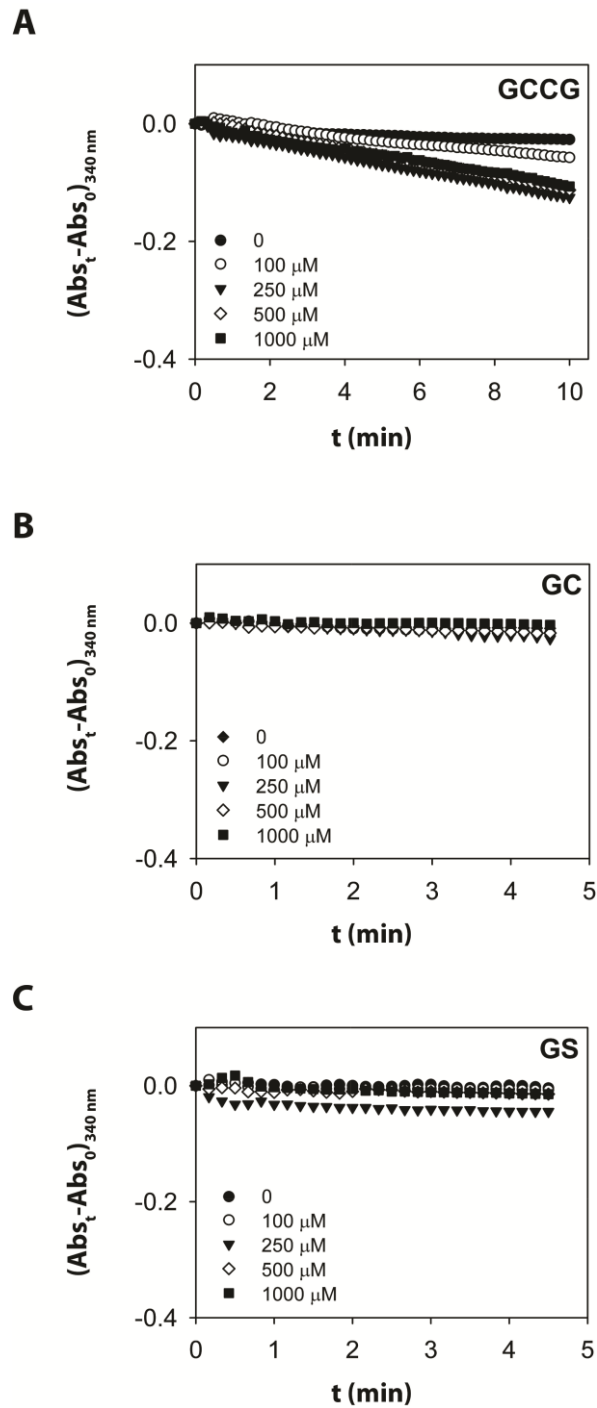 A
GCCG
0.0
-0.2
-0.4
(Abst-Abs0)340 nm
0
100 μM
250 μM
500 μM
1000 μM
0 2 4 6 8 10
t (min)
B
GC
0.0
-0.2
-0.4
(Abst-Abs0)340 nm
0
100 μM
250 μM
500 μM
1000 μM
0 1 2 3 4 5
t (min)
C
GS
0.0
-0.2
-0.4
(Abst-Abs0)340 nm
0
100 μM
250 μM
500 μM
1000 μM
0 1 2 3 4 5
t (min)